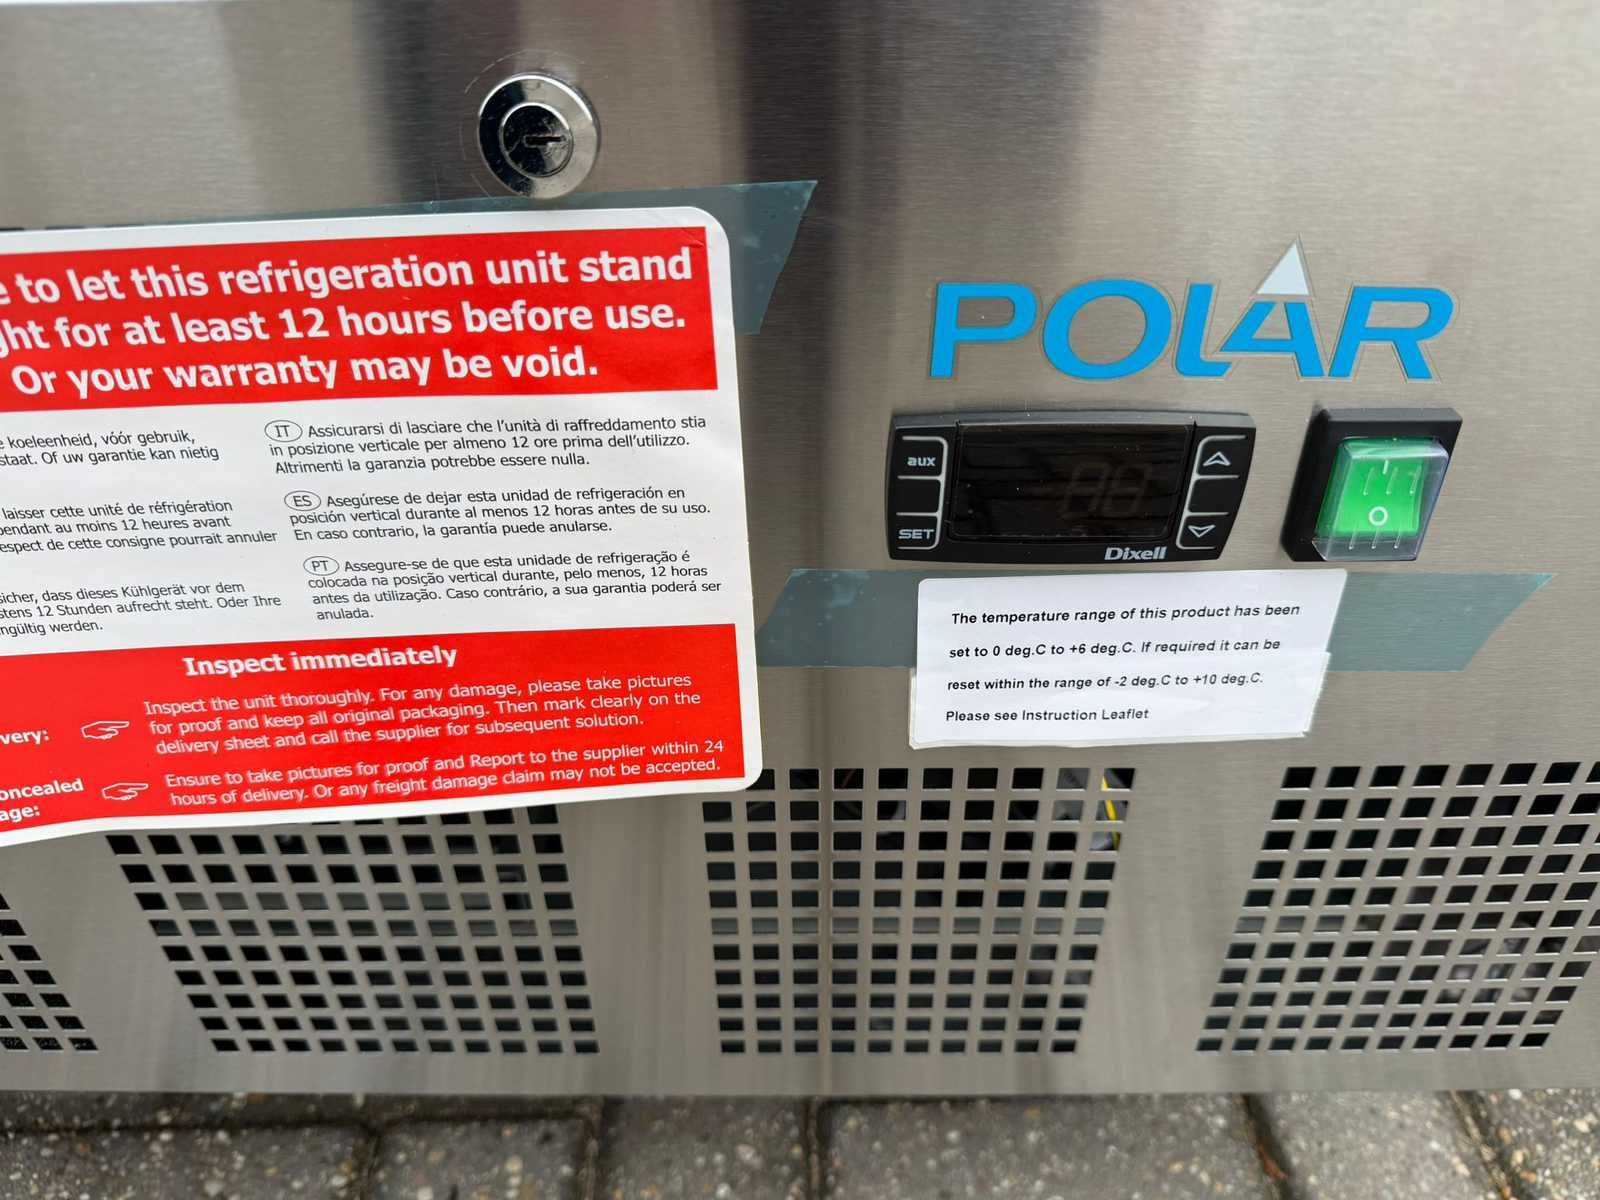 to let this refrigeration unit stand
for at least 12 hours before use.
Or your warranty may be void.
koeleenheid, vóór gebruik,
staat. Of uw garantie kan nietig
laisser cette unité de réfrigération
pendant au moins 12 heures avant
respect de cette consigne pourrait annuler
sicher, dass dieses Kühlgerät vor dem
12 Stunden aufrecht steht. Oder Ihre
ungültig werden.
IT Assicurarsi di lasciare che l'unità di raffreddamento stia
in posizione verticale per almeno 12 ore prima dell'utilizzo.
Altrimenti la garanzia potrebbe essere nulla.
ES Asegúrese de dejar esta unidad de refrigeración en
posición vertical durante al menos 12 horas antes de su uso.
En caso contrario, la garantía puede anularse.
PT Assegure-se de que esta unidade de refrigeração é
colocada na posição vertical durante, pelo menos, 12 horas
antes da utilização. Caso contrário, a sua garantia poderá ser
anulada.
Inspect immediately
Inspect the unit thoroughly. For any damage, please take pictures
for proof and keep all original packaging. Then mark clearly on the
delivery sheet and call the supplier for subsequent solution.
Ensure to take pictures for proof and Report to the supplier within 24
hours of delivery. Or any freight damage claim may not be accepted.
POLAR
aux
SET
Dixell
The temperature range of this product has been
set to 0 deg.C to +6 deg.C. If required it can be
reset within the range of -2 deg.C to +10 deg.C.
Please see Instruction Leaflet